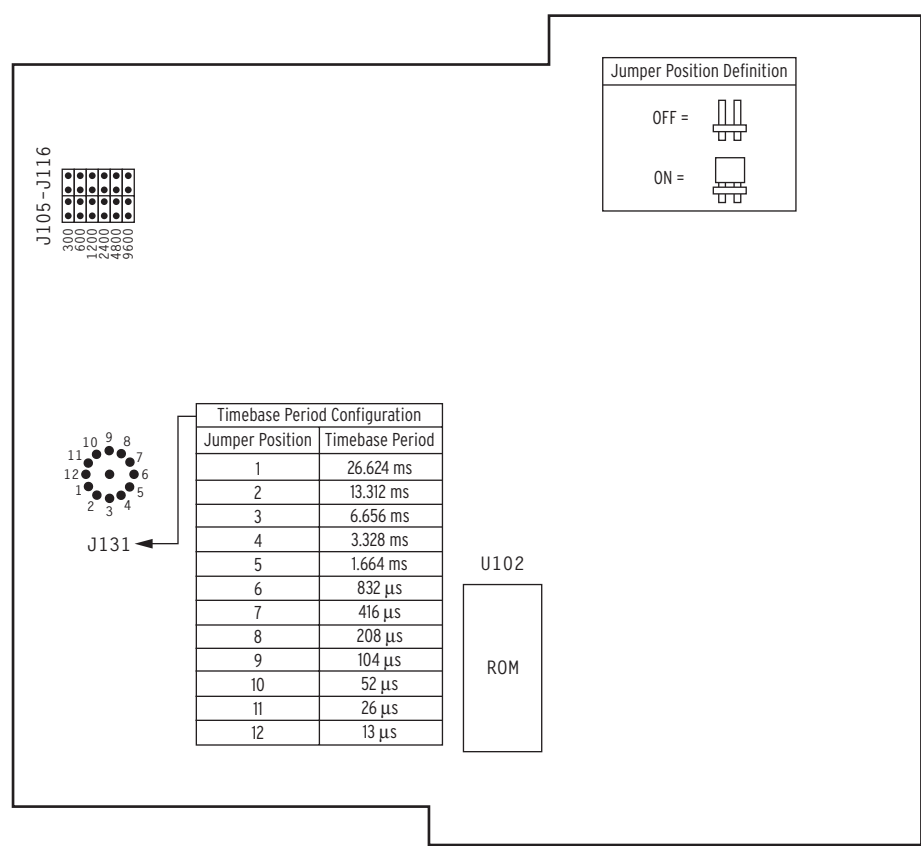 Jumper Position Definition
OFF =
ON =
J105-J116
300
600
1200
2400
4800
9600
Timebase Period Configuration
Jumper Position Timebase Period
1 26.624 ms
2 13.312 ms
3 6.656 ms
4 3.328 ms
5 1.664 ms
6 832 μs
7 416 μs
8 208 μs
9 104 μs
10 52 μs
11 26 μs
12 13 μs
9
10 8
11 7
12 6
1 5
2 4
3
J131
U102
ROM